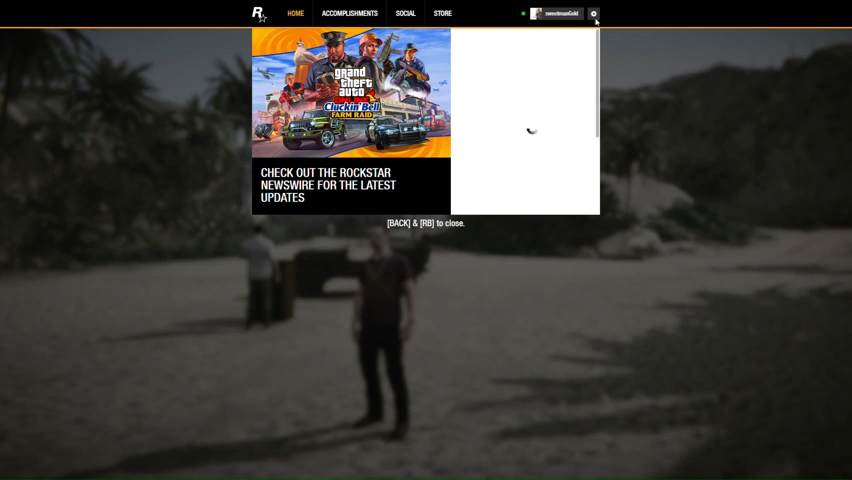 R
HOME ACCOMPLISHMENTS SOCIAL STORE sweetmanGold
grand
theft
auto
Cluckin' Bell
FARM RAID
CHECK OUT THE ROCKSTAR
NEWSWIRE FOR THE LATEST
UPDATES
[BACK] & [RB] to close.